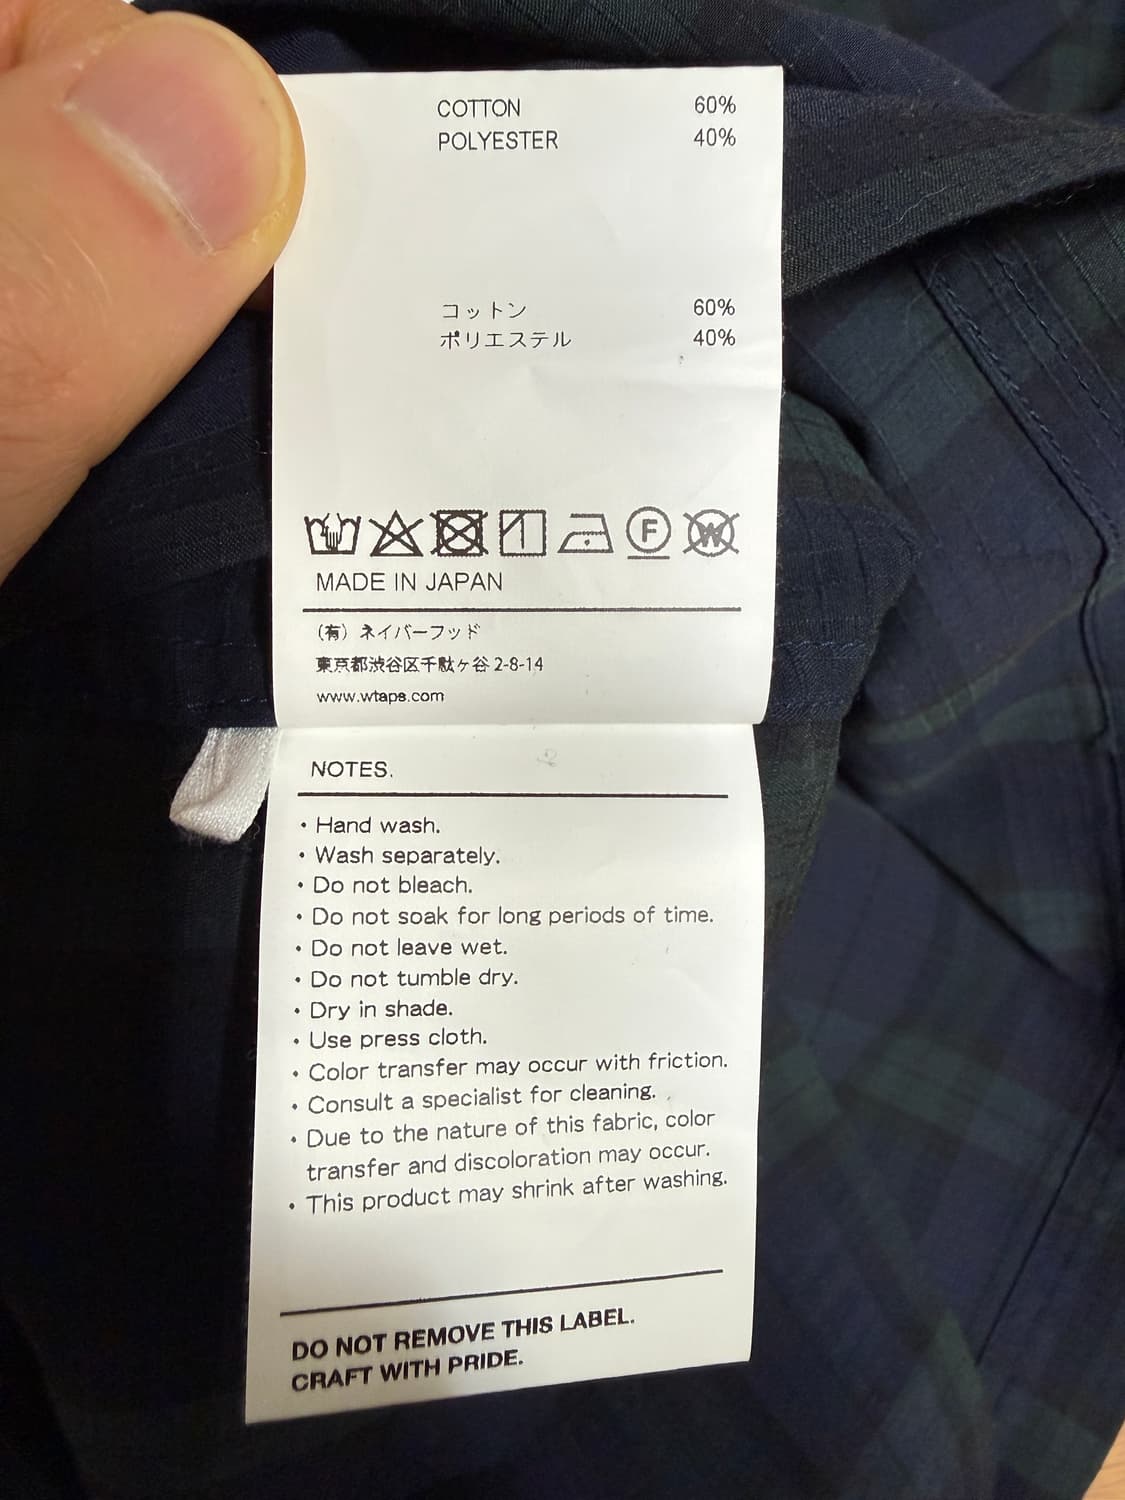 COTTON 60%
POLYESTER 40%
コットン 60%
ポリエステル 40%
F W
MADE IN JAPAN
(有) ネイバーフッド
東京都渋谷区千駄ヶ谷 2-8-14
www.wtaps.com
NOTES.
・Hand wash.
・Wash separately.
・Do not bleach.
・Do not soak for long periods of time.
・Do not leave wet.
・Do not tumble dry.
・Dry in shade.
・Use press cloth.
・Color transfer may occur with friction.
・Consult a specialist for cleaning.
・Due to the nature of this fabric, color
transfer and discoloration may occur.
・This product may shrink after washing.
DO NOT REMOVE THIS LABEL.
CRAFT WITH PRIDE.